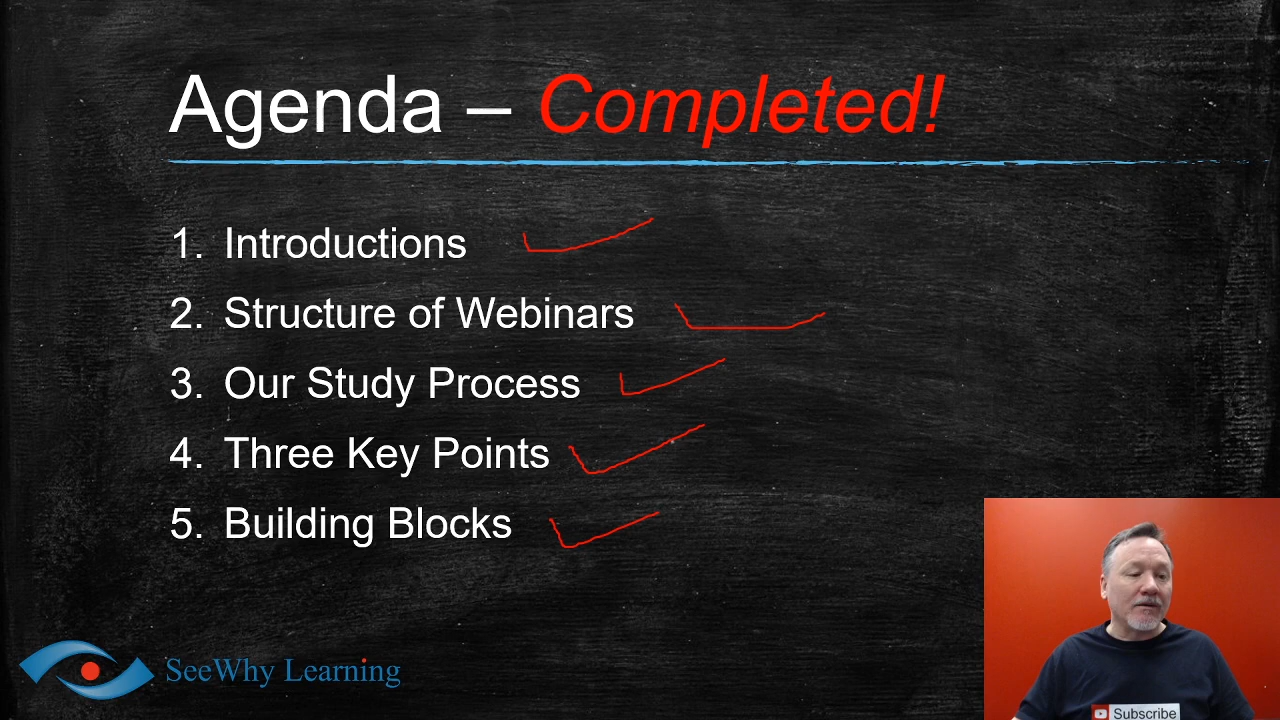 Agenda – Completed!
1. Introductions
2. Structure of Webinars
3. Our Study Process
4. Three Key Points
5. Building Blocks
SeeWhy Learning
Subscribe